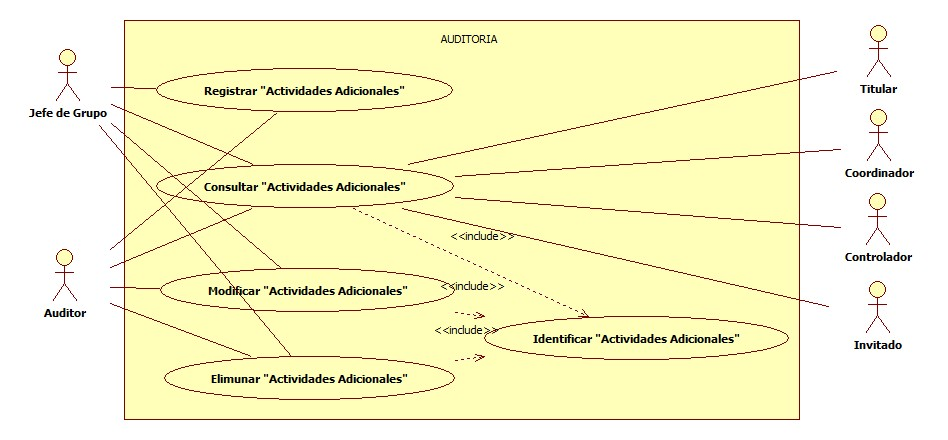 AUDITORIA
Jefe de Grupo
Registrar "Actividades Adicionales"
Titular
Consultar "Actividades Adicionales"
Coordinador
<<include>>
Controlador
Auditor
Modificar "Actividades Adicionales"
<<include>>
<<include>>
Identificar "Actividades Adicionales"
Invitado
Elimunar "Actividades Adicionales"